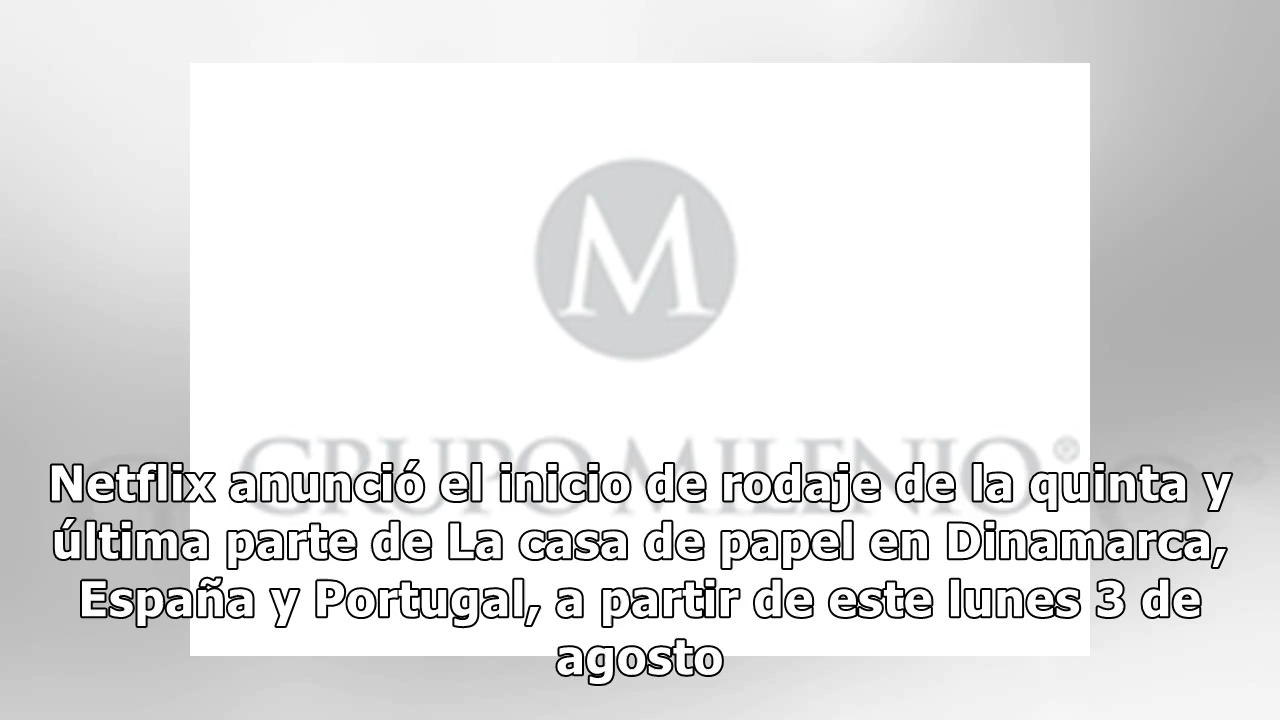 M
GRUPO MILENIO®
Netflix anunció el inicio de rodaje de la quinta y
última parte de La casa de papel en Dinamarca,
España y Portugal, a partir de este lunes 3 de
agosto